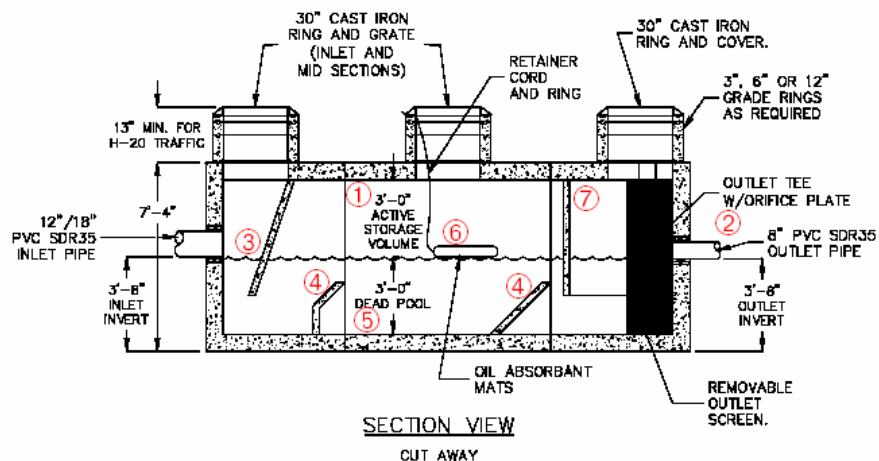 30" CAST IRON
RING AND GRATE
(INLET AND
MID SECTIONS)
RETAINER
CORD
AND RING
30" CAST IRON
RING AND COVER.
3", 6" OR 12"
GRADE RINGS
AS REQUIRED
13" MIN. FOR
H-20 TRAFFIC
7'-4"
12"/18"
PVC SDR35
INLET PIPE
3'-8"
INLET
INVERT
①
3'-0"
ACTIVE
STORAGE
VOLUME
③
⑥
⑦
④
④
3'-0"
DEAD POOL
⑤
OUTLET TEE
W/ORIFICE PLATE
②
8" PVC SDR35
OUTLET PIPE
3'-8"
OUTLET
INVERT
OIL ABSORBANT
MATS
REMOVABLE
OUTLET
SCREEN.
SECTION VIEW
CUT AWAY